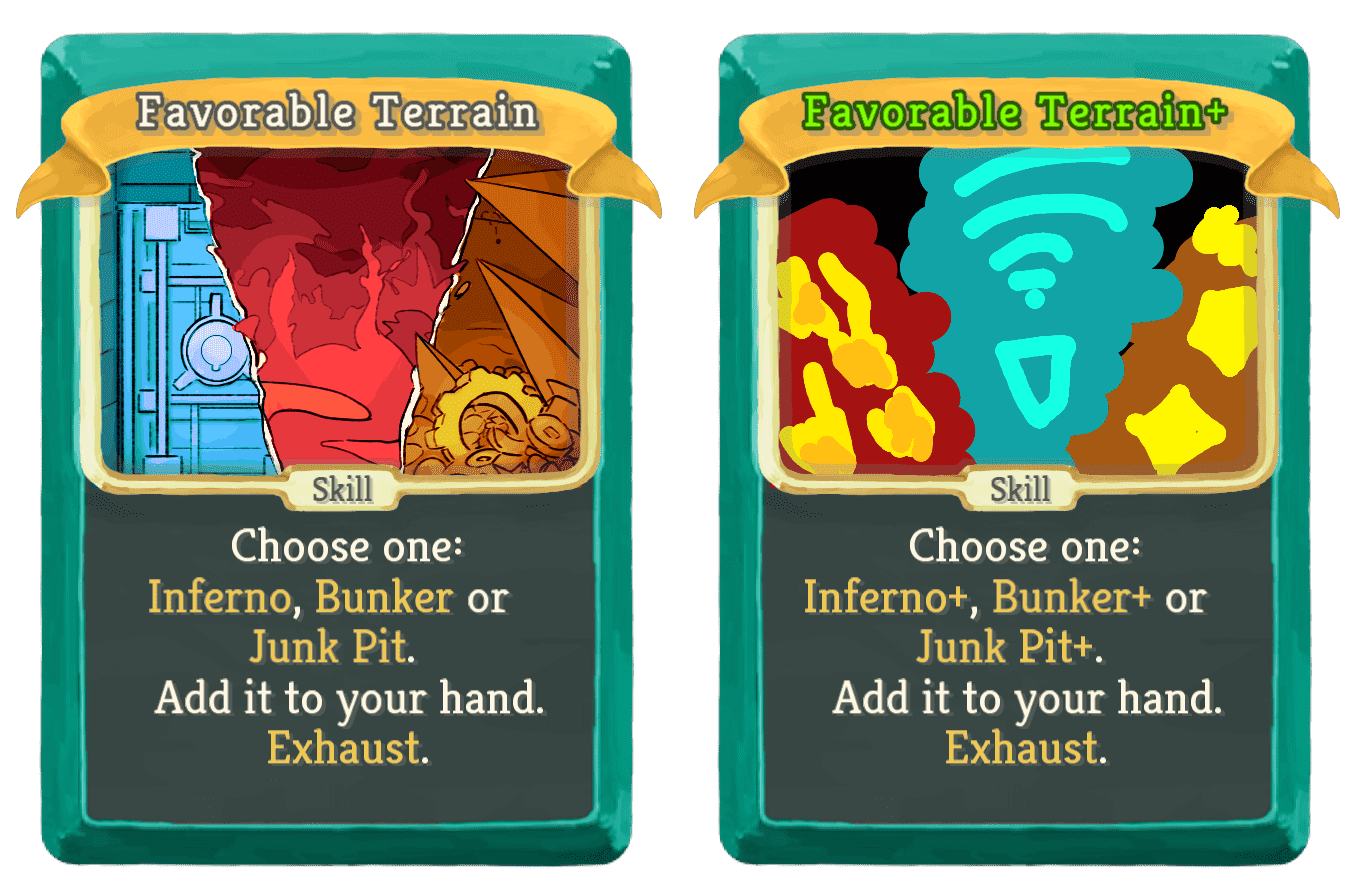 Favorable Terrain
Skill
Choose one:
Inferno, Bunker or
Junk Pit.
Add it to your hand.
Exhaust.
Favorable Terrain+
Skill
Choose one:
Inferno+, Bunker+ or
Junk Pit+.
Add it to your hand.
Exhaust.